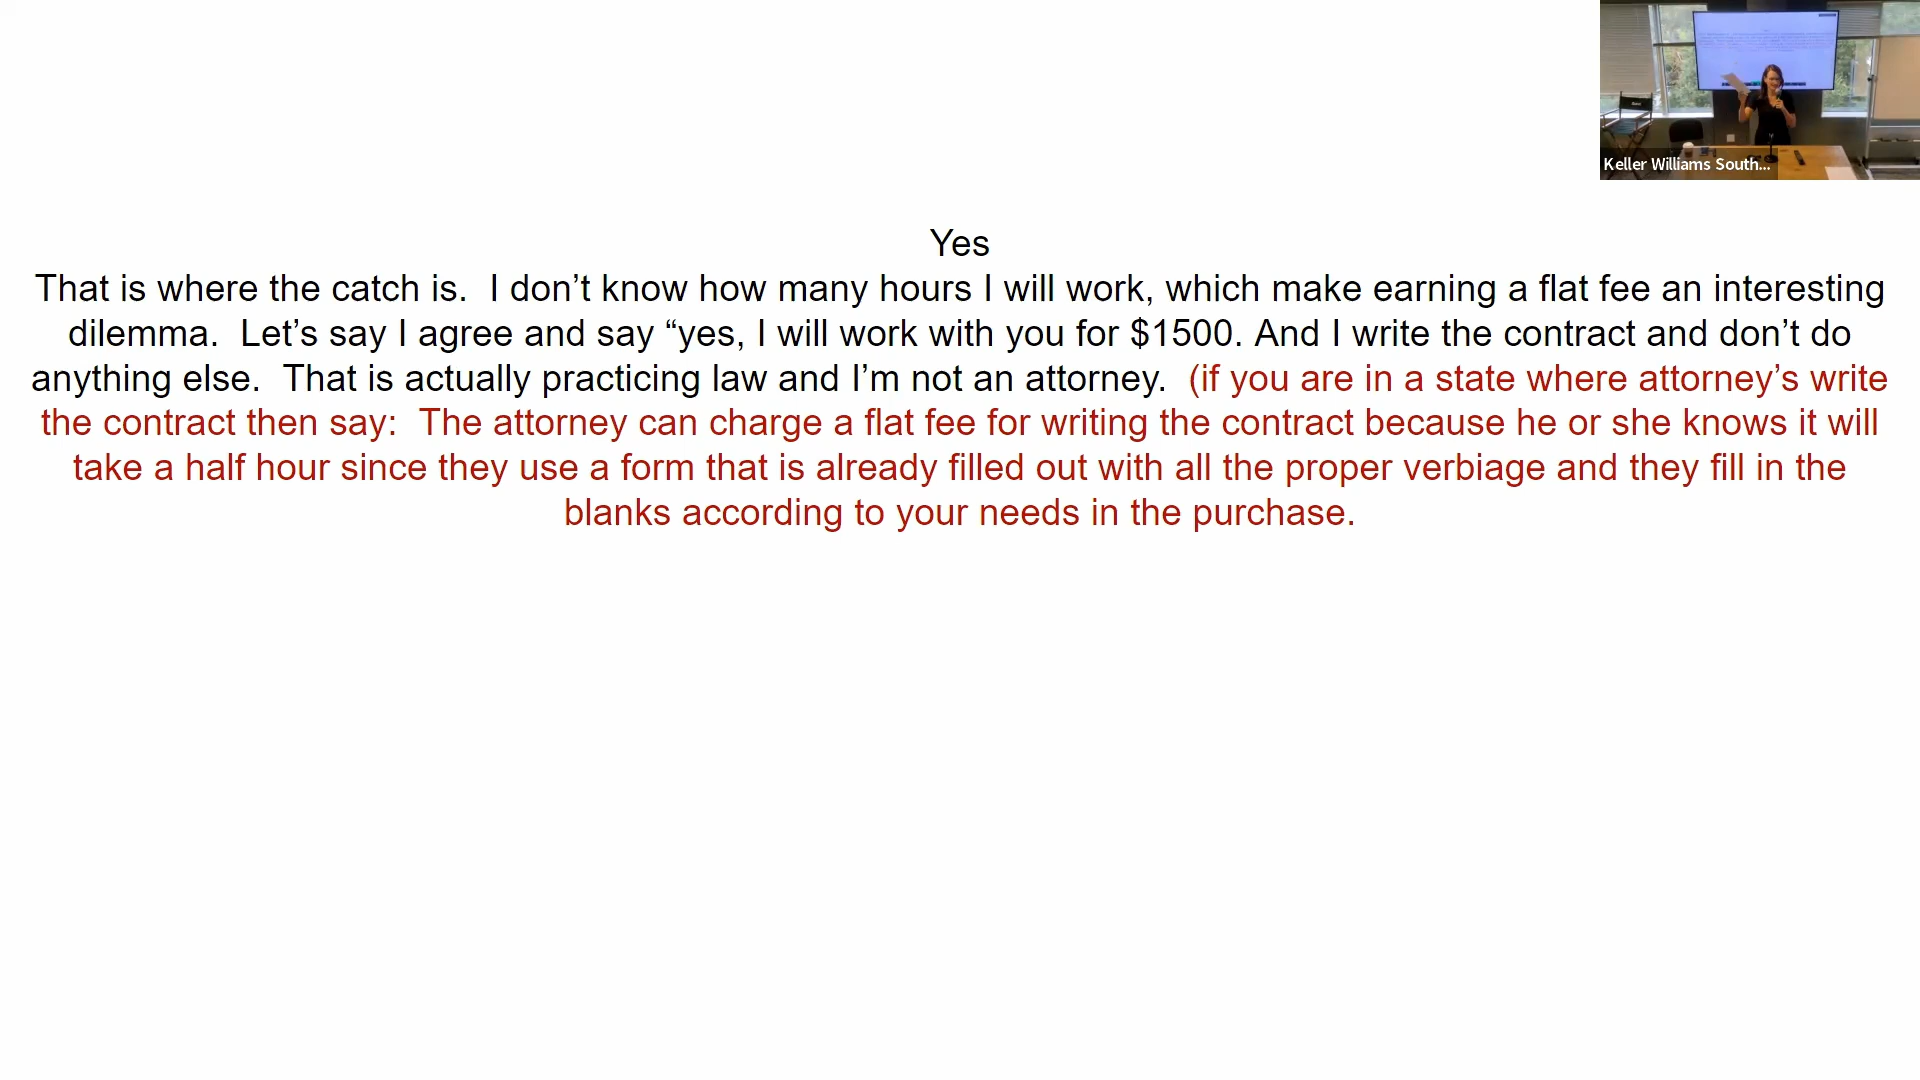 Keller Williams South...
Yes
That is where the catch is.  I don’t know how many hours I will work, which make earning a flat fee an interesting
dilemma.  Let’s say I agree and say “yes, I will work with you for $1500. And I write the contract and don’t do
anything else.  That is actually practicing law and I’m not an attorney.  (if you are in a state where attorney’s write
the contract then say:  The attorney can charge a flat fee for writing the contract because he or she knows it will
take a half hour since they use a form that is already filled out with all the proper verbiage and they fill in the
blanks according to your needs in the purchase.